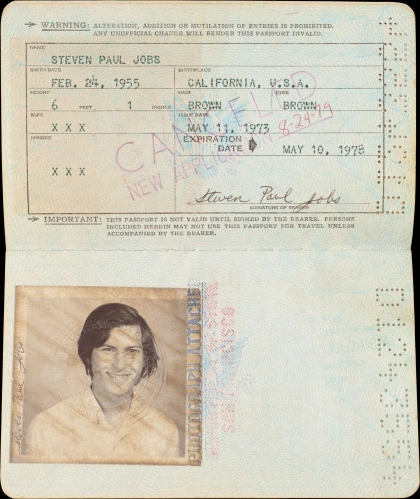 WARNING: ALTERATION, ADDITION OR MUTILATION OF ENTRIES IS PROHIBITED.
ANY UNOFFICIAL CHANGE WILL RENDER THIS PASSPORT INVALID.
NAME
STEVEN PAUL JOBS
BIRTH DATE BIRTHPLACE
FEB. 24, 1955 CALIFORNIA, U.S.A.
HEIGHT HAIR EYES
6 FEET 1 INCHES BROWN BROWN
WIFE ISSUE DATE
X X X MAY 11, 1973
CANCELLED
NEW APPLICATION 8-24-79
MINORS EXPIRATION
DATE MAY 10, 1978
X X X
Steven Paul Jobs
SIGNATURE OF BEARER
IMPORTANT: THIS PASSPORT IS NOT VALID UNTIL SIGNED BY THE BEARER. PERSONS
INCLUDED HEREIN MAY NOT USE THIS PASSPORT FOR TRAVEL UNLESS
ACCOMPANIED BY THE BEARER.
Steven Paul Jobs
PHOTOGRAPH ATTACHED
SAN FRANCISCO